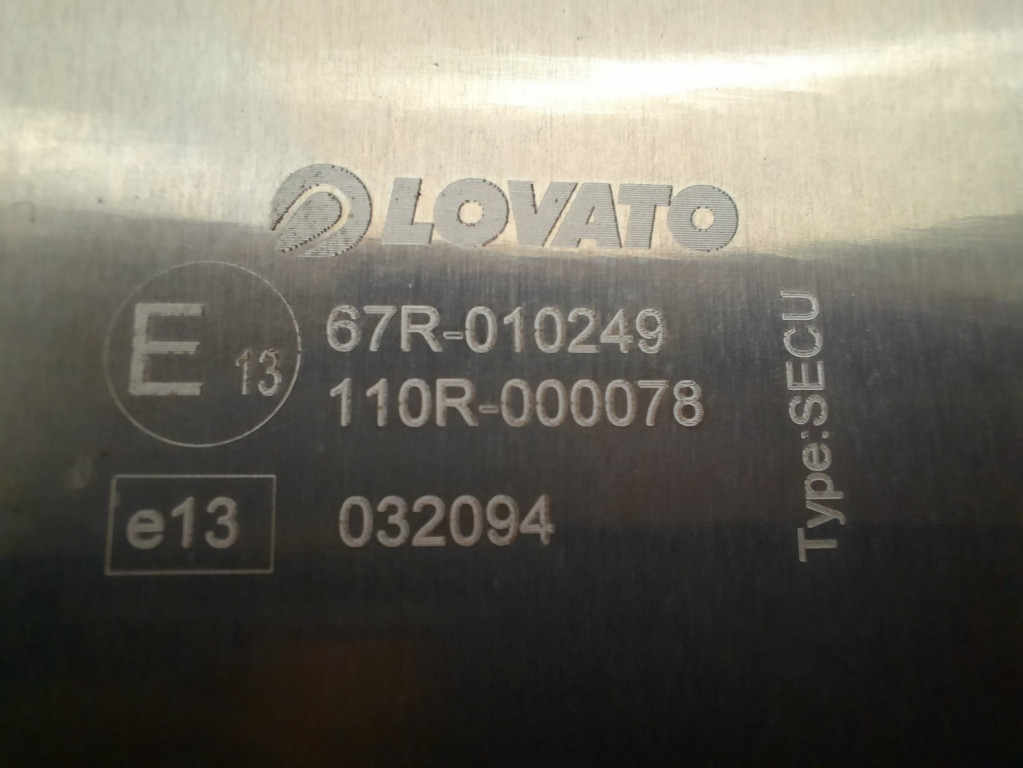 LOVATO
E 13
67R-010249
110R-000078
e13
032094
Type:SECU